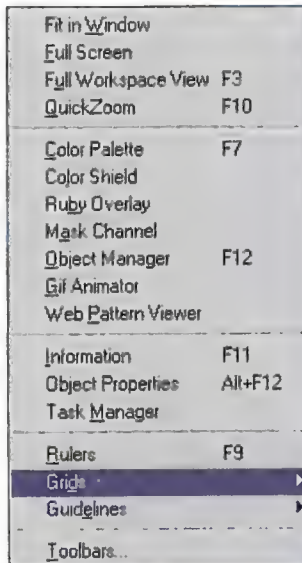 Fit in Window
Full Screen
Full Workspace View F3
QuickZoom F10
Color Palette F7
Color Shield
Ruby Overlay
Mask Channel
Object Manager F12
Gif Animator
Web Pattern Viewer
Information F11
Object Properties Alt+F12
Task Manager
Rulers F9
Grids
Guidelines
Toolbars...